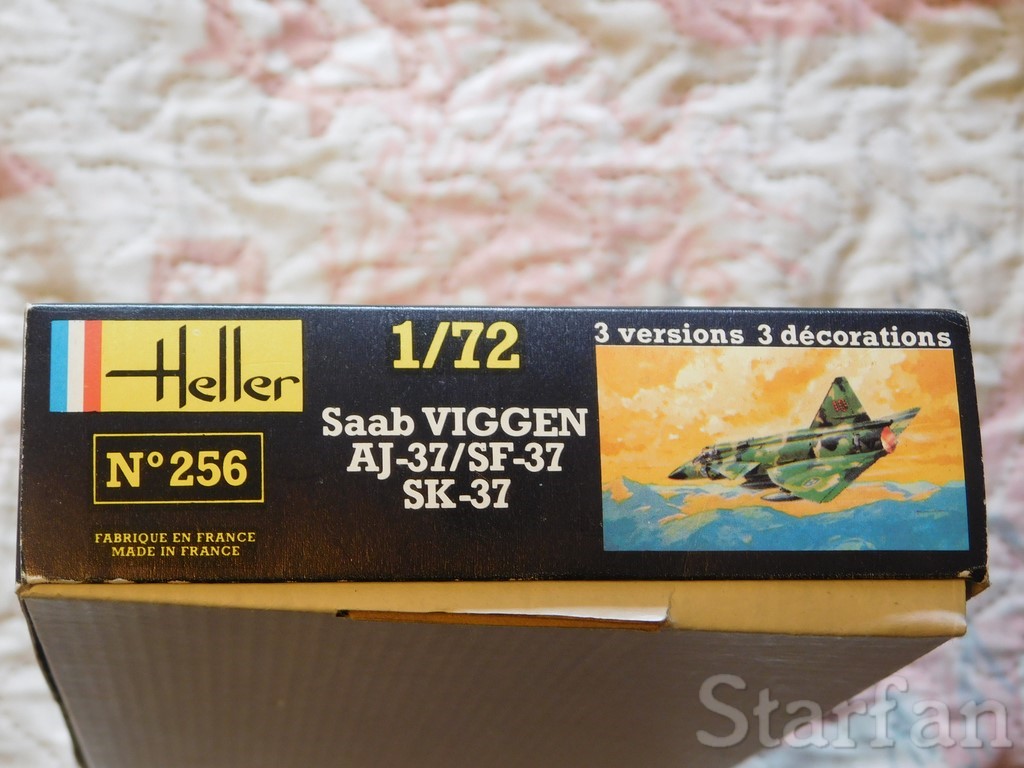 Heller
N° 256
FABRIQUE EN FRANCE
MADE IN FRANCE
1/72
Saab VIGGEN
AJ-37/SF-37
SK-37
3 versions 3 décorations
Starfan